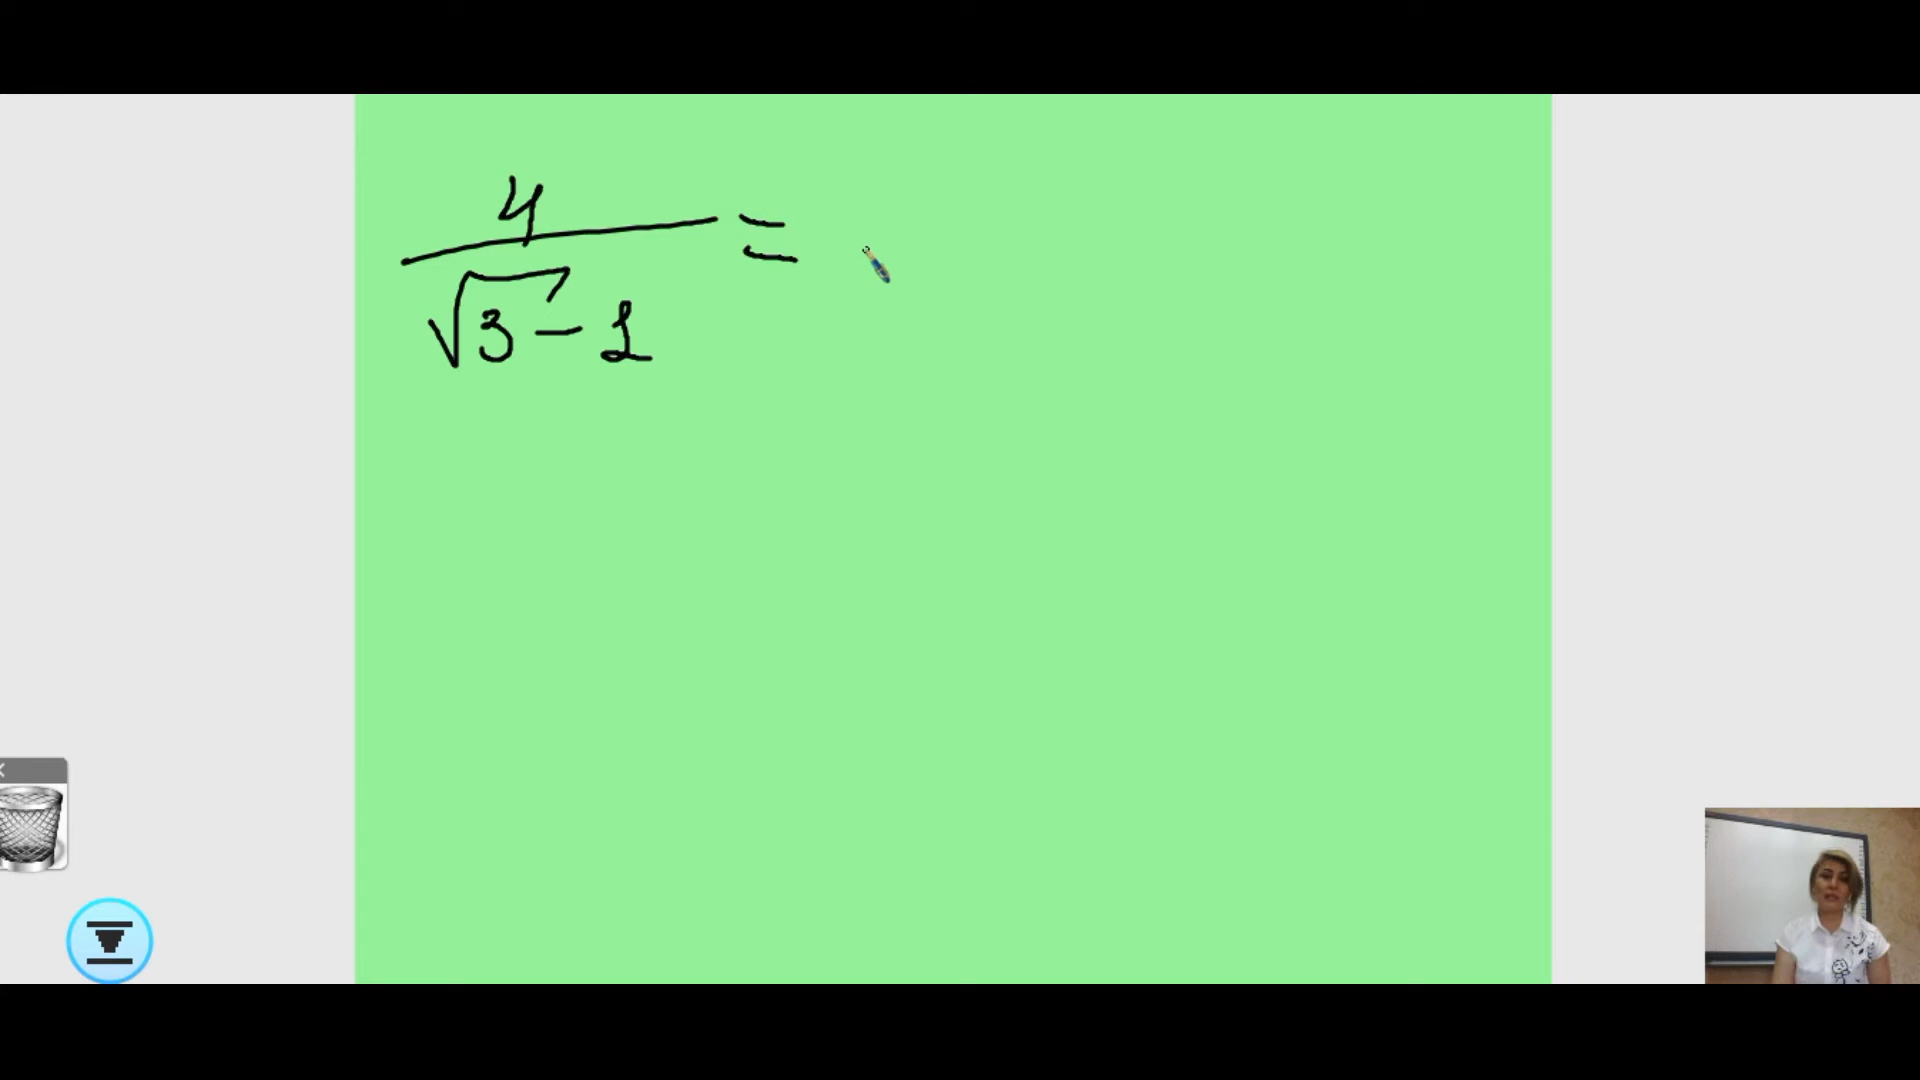 4
√3 - 1 =